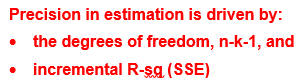 Precision in estimation is driven by:
• the degrees of freedom, n-k-1, and
• incremental R-sq (SSE)